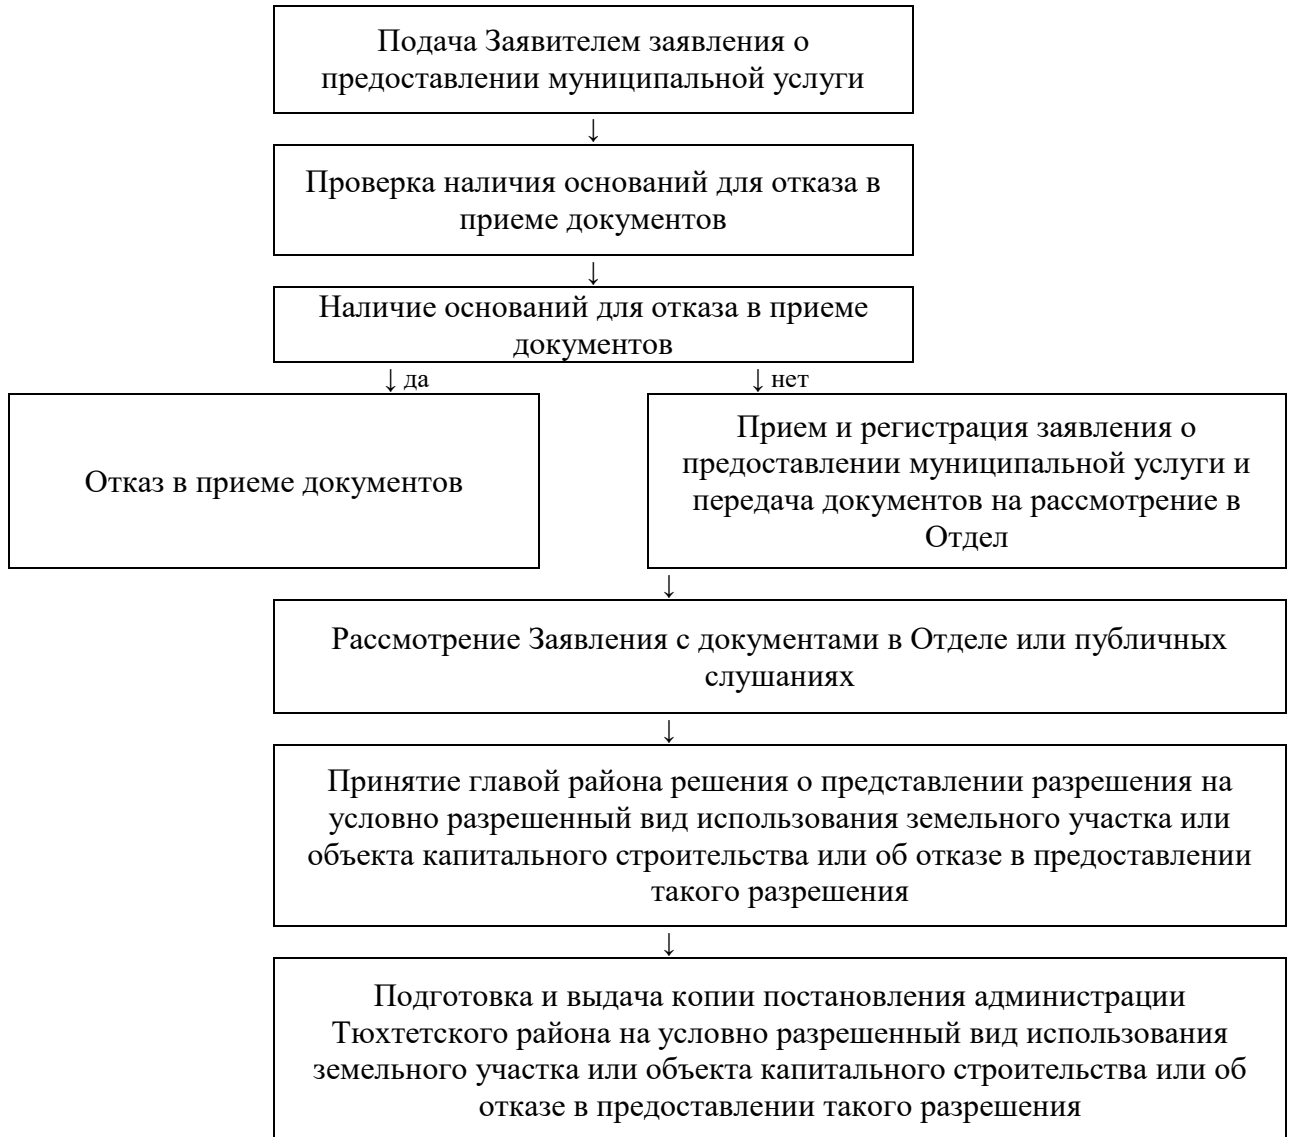 Подача Заявителем заявления о
предоставлении муниципальной услуги
↓
Проверка наличия оснований для отказа в
приеме документов
↓
Наличие оснований для отказа в приеме
документов
↓ да
↓ нет
Отказ в приеме документов
Прием и регистрация заявления о
предоставлении муниципальной услуги и
передача документов на рассмотрение в
Отдел
↓
Рассмотрение Заявления с документами в Отделе или публичных
слушаниях
↓
Принятие главой района решения о представлении разрешения на
условно разрешенный вид использования земельного участка или
объекта капитального строительства или об отказе в предоставлении
такого разрешения
↓
Подготовка и выдача копии постановления администрации
Тюхтетского района на условно разрешенный вид использования
земельного участка или объекта капитального строительства или об
отказе в предоставлении такого разрешения